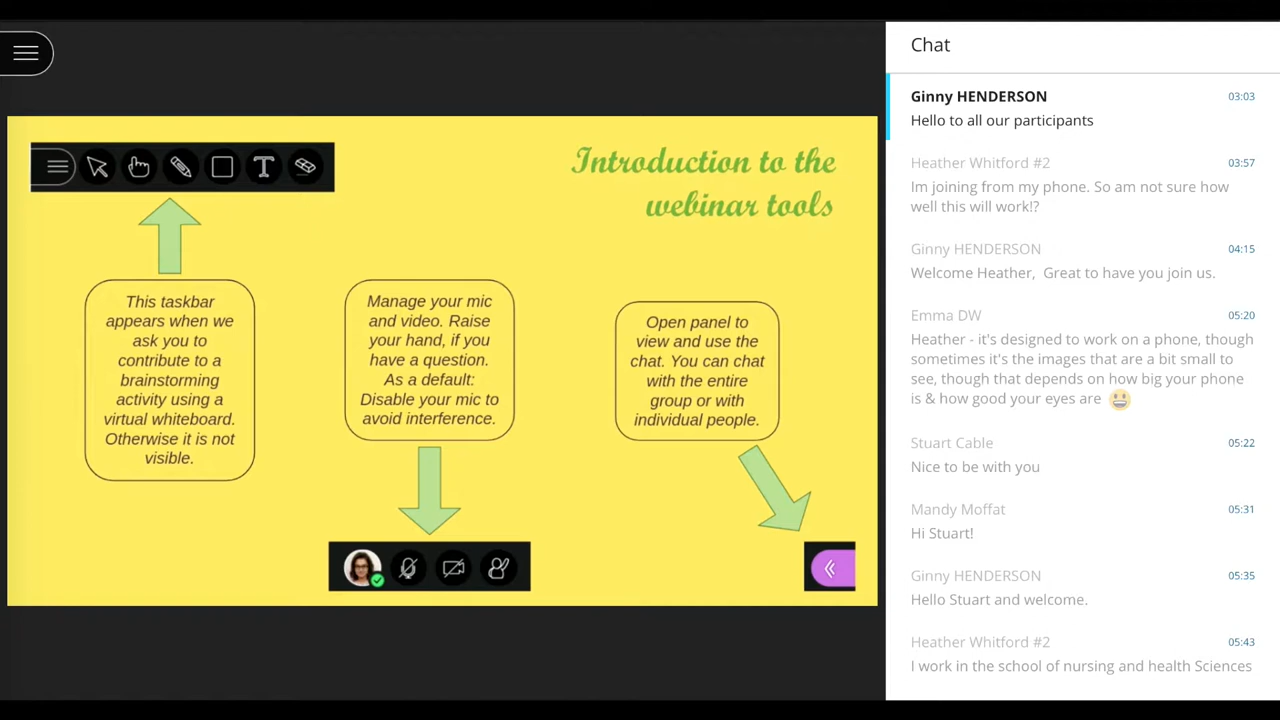 Introduction to the
webinar tools
This taskbar
appears when we
ask you to
contribute to a
brainstorming
activity using a
virtual whiteboard.
Otherwise it is not
visible.
Manage your mic
and video. Raise
your hand, if you
have a question.
As a default:
Disable your mic to
avoid interference.
Open panel to
view and use the
chat. You can chat
with the entire
group or with
individual people.
Chat
Ginny HENDERSON 03:03
Hello to all our participants
Heather Whitford #2 03:57
Im joining from my phone. So am not sure how
well this will work!?
Ginny HENDERSON 04:15
Welcome Heather,  Great to have you join us.
Emma DW 05:20
Heather - it's designed to work on a phone, though
sometimes it's the images that are a bit small to
see, though that depends on how big your phone
is & how good your eyes are 😃
Stuart Cable 05:22
Nice to be with you
Mandy Moffat 05:31
Hi Stuart!
Ginny HENDERSON 05:35
Hello Stuart and welcome.
Heather Whitford #2 05:43
I work in the school of nursing and health Sciences